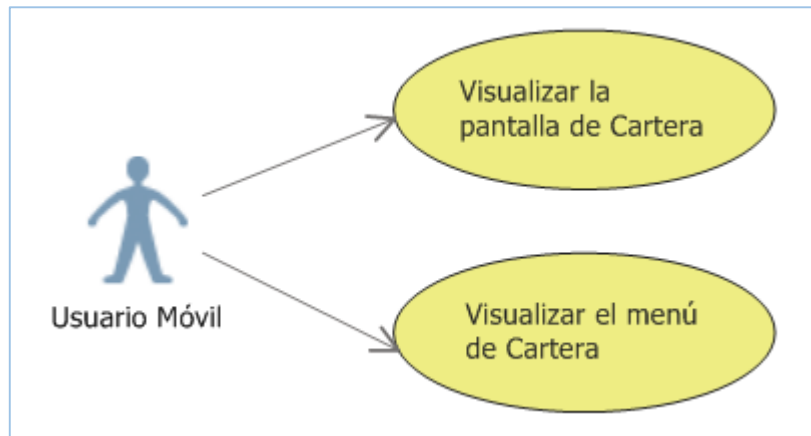 Visualizar la
pantalla de Cartera
Usuario Móvil
Visualizar el menú
de Cartera